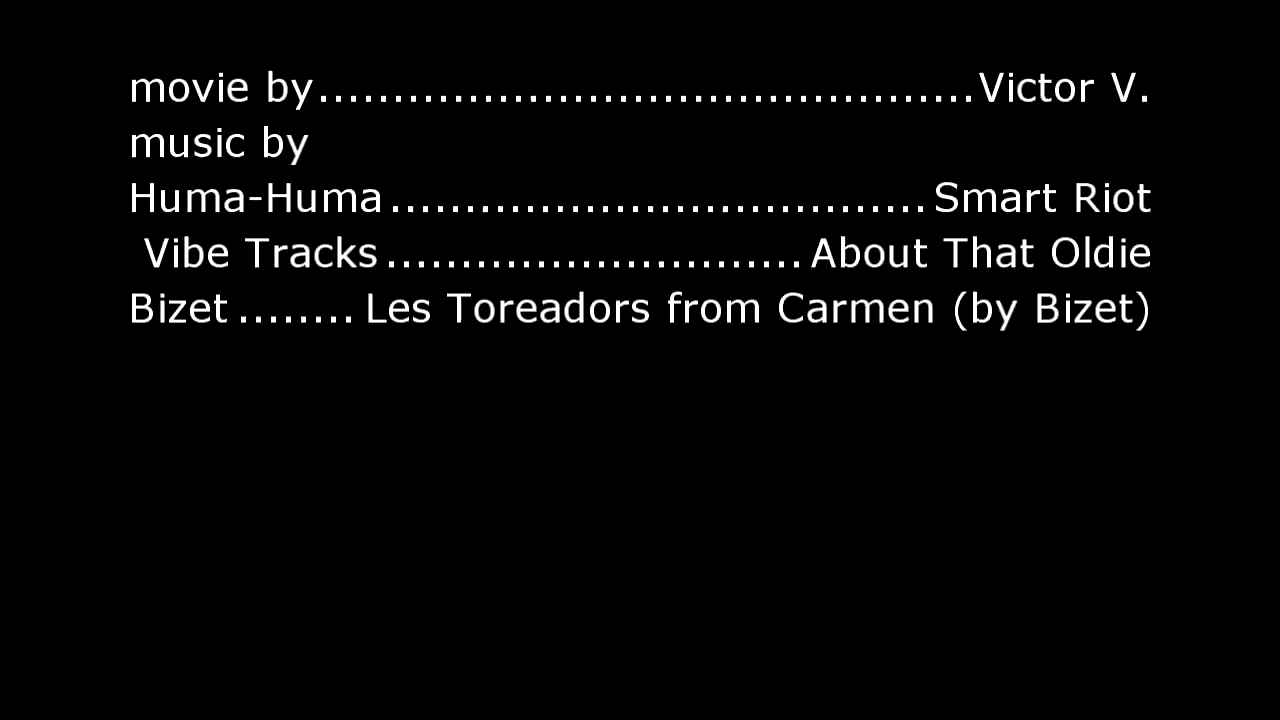 movie by............................................Victor V.
music by
Huma-Huma....................................Smart Riot
Vibe Tracks............................About That Oldie
Bizet........Les Toreadors from Carmen (by Bizet)